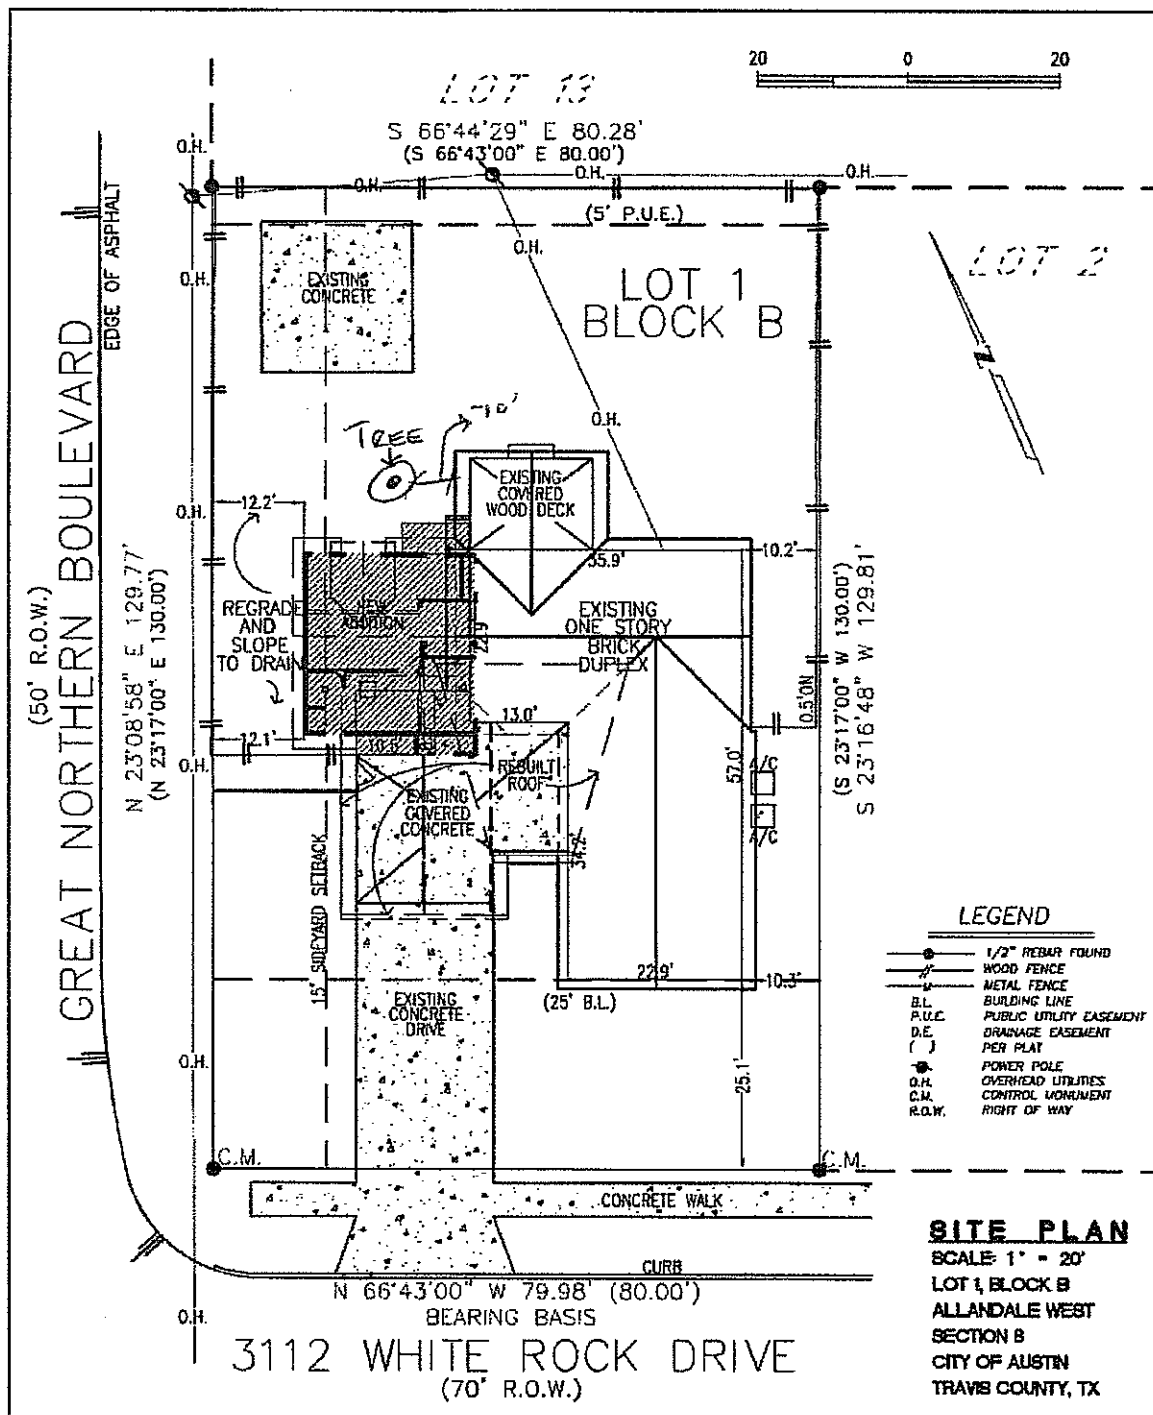 20 0 20
LOT 13
S 66°44'29" E 80.28'
(S 66°43'00" E 80.00')
O.H.
O.H.
O.H.
O.H.
(5' P.U.E.)
EDGE OF ASPHALT
O.H.
O.H.
EXISTING
CONCRETE
LOT 1
BLOCK B
LOT 2
N
GREAT NORTHERN BOULEVARD
(50' R.O.W.)
N 23°08'58" E 129.77'
(N 23°17'00" E 130.00')
O.H.
TREE
~10'
EXISTING
COVERED
WOOD DECK
12.2'
O.H.
10.2'
55.9'
REGRADE
AND
SLOPE
TO DRAIN
NEW
ADDITION
22.9
EXISTING
ONE STORY
BRICK
DUPLEX
0.5'ON
(S 23°17'00" W 130.00')
S 23°16'48" W 129.81'
13.0'
12.1'
O.H.
REBUILT
ROOF
57.0'
A/C
A/C
EXISTING
COVERED
CONCRETE
34.2'
15' SIDEYARD SETBACK
22.9'
10.3'
(25' B.L.)
EXISTING
CONCRETE
DRIVE
O.H.
25.1'
LEGEND
1/2" REBAR FOUND
WOOD FENCE
METAL FENCE
B.L. BUILDING LINE
P.U.E. PUBLIC UTILITY EASEMENT
D.E. DRAINAGE EASEMENT
( ) PER PLAT
POWER POLE
O.H. OVERHEAD UTILITIES
C.M. CONTROL MONUMENT
R.O.W. RIGHT OF WAY
C.M. C.M.
CONCRETE WALK
CURB
N 66°43'00" W 79.98' (80.00')
O.H.
BEARING BASIS
3112 WHITE ROCK DRIVE
(70' R.O.W.)
SITE PLAN
SCALE: 1" = 20'
LOT 1, BLOCK B
ALLANDALE WEST
SECTION 8
CITY OF AUSTIN
TRAVIS COUNTY, TX